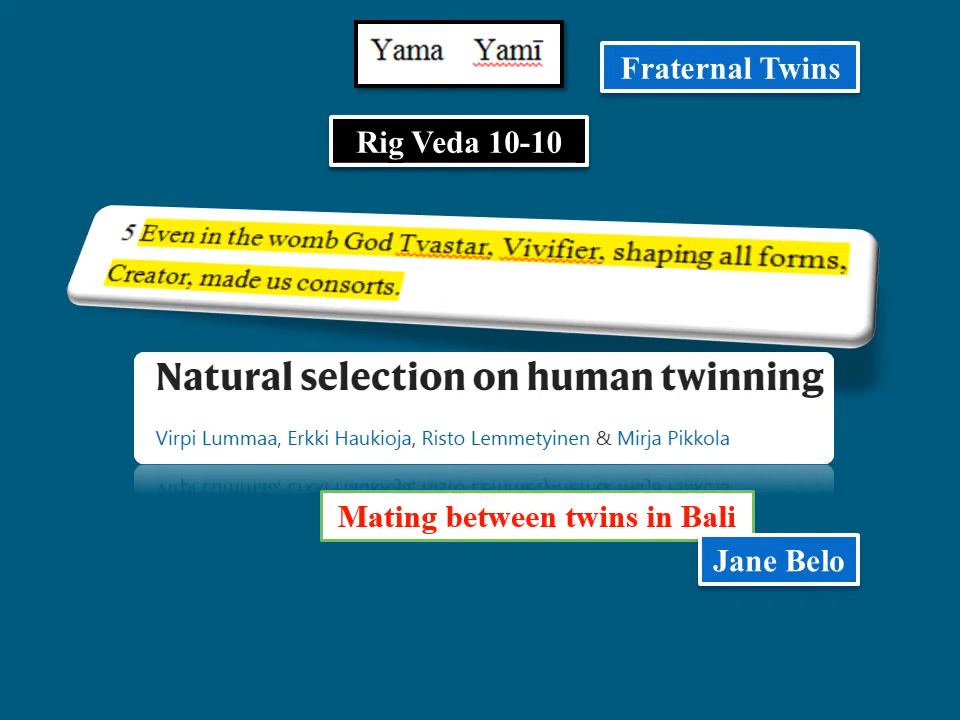 Yama Yamī
Fraternal Twins
Rig Veda 10-10
5 Even in the womb God Tvastar, Vivifier, shaping all forms,
Creator, made us consorts.
Natural selection on human twinning
Virpi Lummaa, Erkki Haukioja, Risto Lemmetyinen & Mirja Pikkola
Mating between twins in Bali
Jane Belo